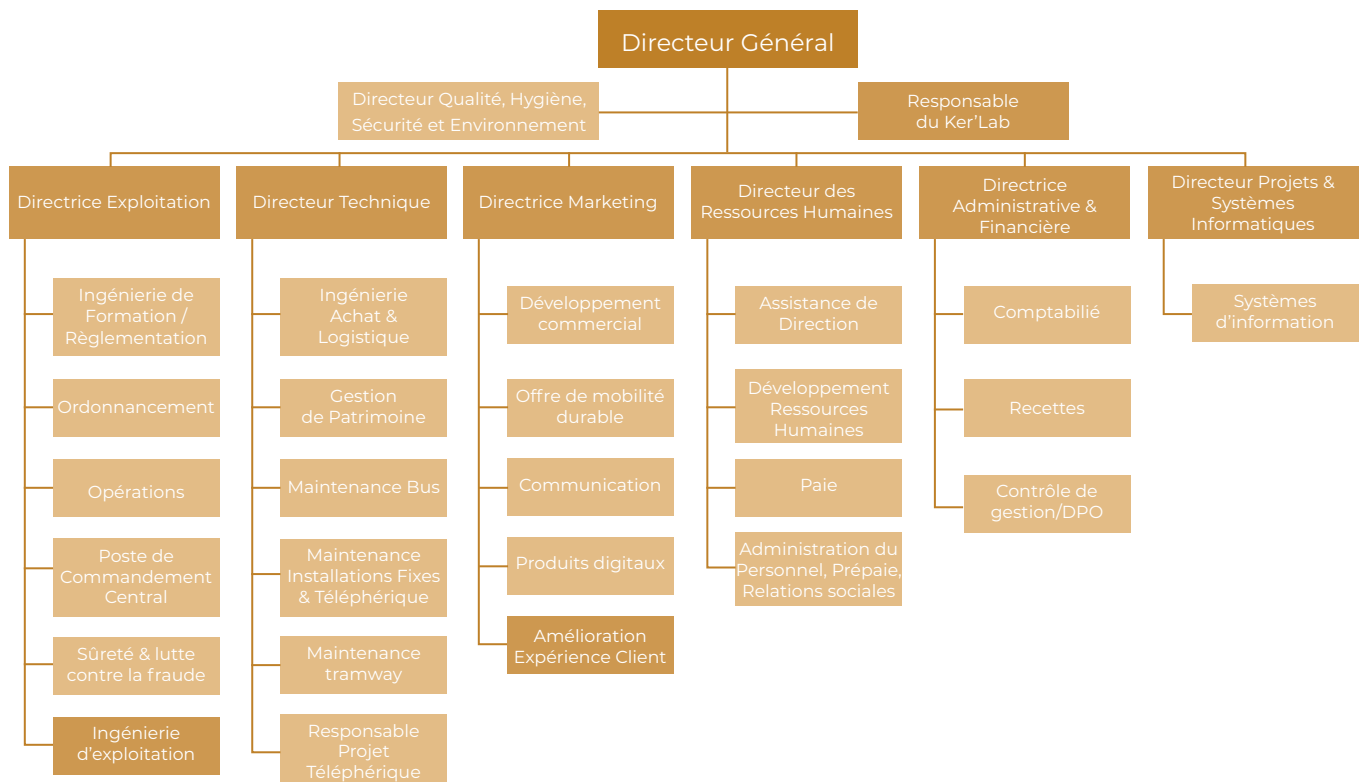 Directeur Général
Directeur Qualité, Hygiène,
Sécurité et Environnement
Responsable
du Ker'Lab
Directrice Exploitation
Directeur Technique
Directrice Marketing
Directeur des
Ressources Humaines
Directrice
Administrative &
Financière
Directeur Projets &
Systèmes
Informatiques
Ingénierie de
Formation /
Règlementation
Ordonnancement
Opérations
Poste de
Commandement
Central
Sûreté & lutte
contre la fraude
Ingénierie
d'exploitation
Ingénierie
Achat &
Logistique
Gestion
de Patrimoine
Maintenance Bus
Maintenance
Installations Fixes
& Téléphérique
Maintenance
tramway
Responsable
Projet
Téléphérique
Développement
commercial
Offre de mobilité
durable
Communication
Produits digitaux
Amélioration
Expérience Client
Assistance de
Direction
Développement
Ressources
Humaines
Paie
Administration du
Personnel, Prépaie,
Relations sociales
Comptabilié
Recettes
Contrôle de
gestion/DPO
Systèmes
d'information